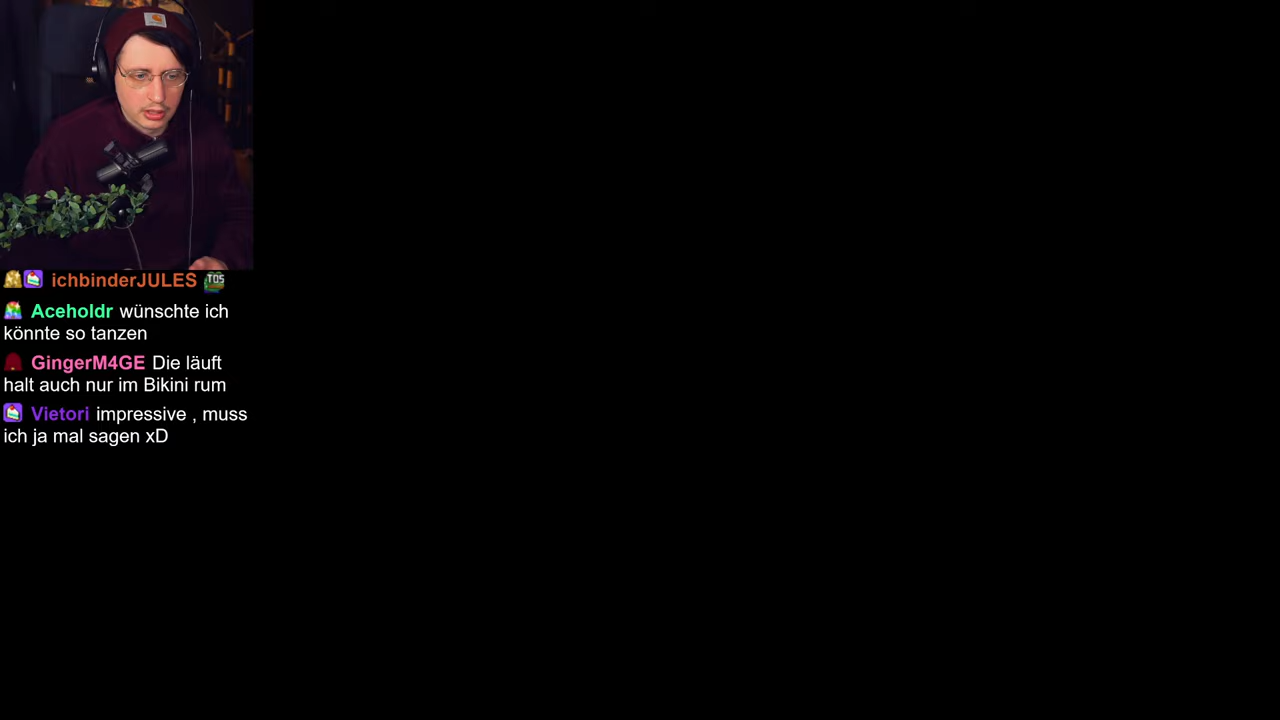 ichbinderJULES TOS
Aceholdr wünschte ich
könnte so tanzen
GingerM4GE Die läuft
halt auch nur im Bikini rum
Vietori impressive , muss
ich ja mal sagen xD